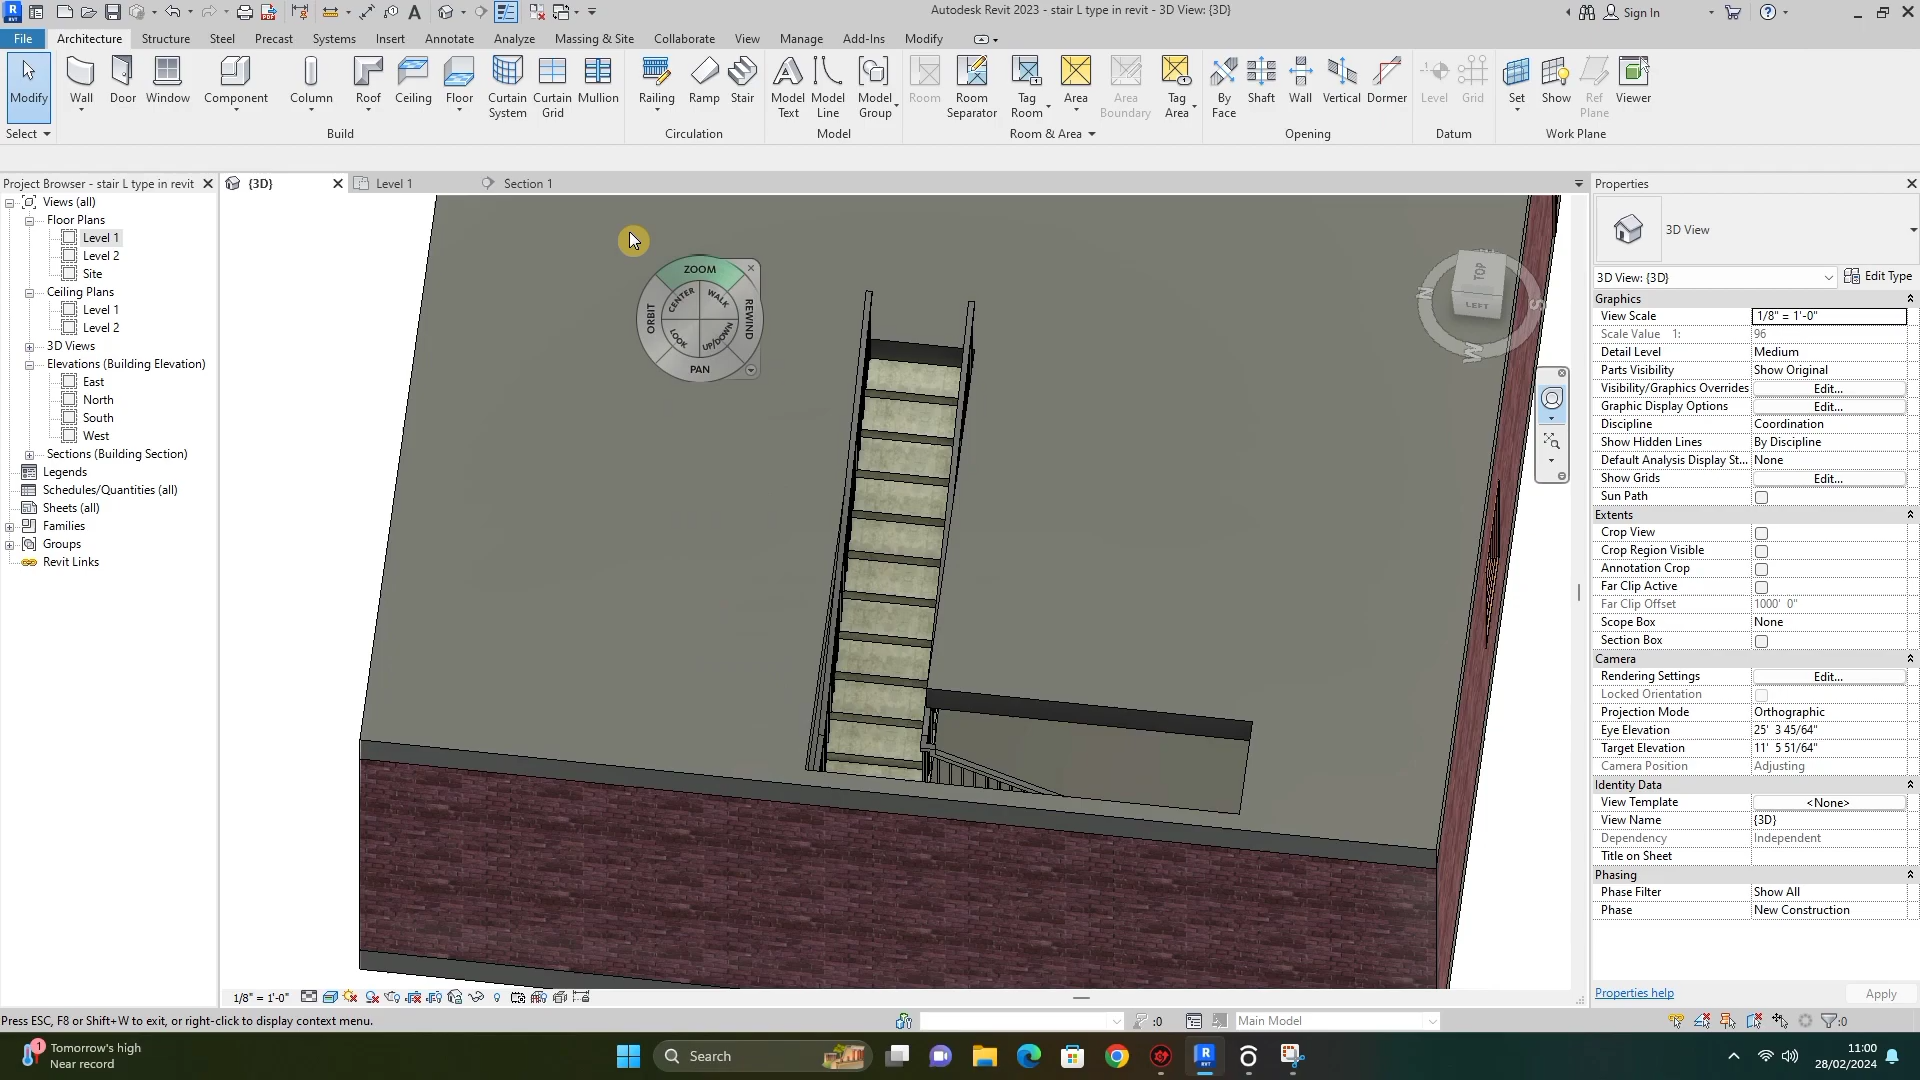 Autodesk Revit 2023 - stair L type in revit - 3D View: {3D}
Sign In
File Architecture Structure Steel Precast Systems Insert Annotate Analyze Massing & Site Collaborate View Manage Add-Ins Modify
Modify Wall Door Window Component Column Roof Ceiling Floor Curtain System Curtain Grid Mullion Railing Ramp Stair Model Text Model Line Model Group Room Room Separator Tag Room Area Area Boundary Tag Area By Face Shaft Wall Vertical Dormer Level Grid Set Show Ref Plane Viewer
Select Build Circulation Model Room & Area Opening Datum Work Plane
Project Browser - stair L type in revit
{3D} Level 1 Section 1
Properties
Views (all)
Floor Plans
Level 1
Level 2
Site
Ceiling Plans
Level 1
Level 2
3D Views
Elevations (Building Elevation)
East
North
South
West
Sections (Building Section)
Legends
Schedules/Quantities (all)
Sheets (all)
Families
Groups
Revit Links
ZOOM
CENTER WALK
ORBIT REWIND
LOOK UP/DOWN
PAN
TOP
LEFT
N S
W
3D View
3D View: {3D} Edit Type
Graphics
View Scale 1/8" = 1'-0"
Scale Value 1: 96
Detail Level Medium
Parts Visibility Show Original
Visibility/Graphics Overrides Edit...
Graphic Display Options Edit...
Discipline Coordination
Show Hidden Lines By Discipline
Default Analysis Display St... None
Show Grids Edit...
Sun Path
Extents
Crop View
Crop Region Visible
Annotation Crop
Far Clip Active
Far Clip Offset 1000' 0"
Scope Box None
Section Box
Camera
Rendering Settings Edit...
Locked Orientation
Projection Mode Orthographic
Eye Elevation 25' 3 45/64"
Target Elevation 11' 5 51/64"
Camera Position Adjusting
Identity Data
View Template <None>
View Name {3D}
Dependency Independent
Title on Sheet
Phasing
Phase Filter Show All
Phase New Construction
Properties help Apply
1/8" = 1'-0"
Press ESC, F8 or Shift+W to exit, or right-click to display context menu.
:0 Main Model :0
1
Tomorrow's high
Near record
Search
R
RVT
11:00
28/02/2024